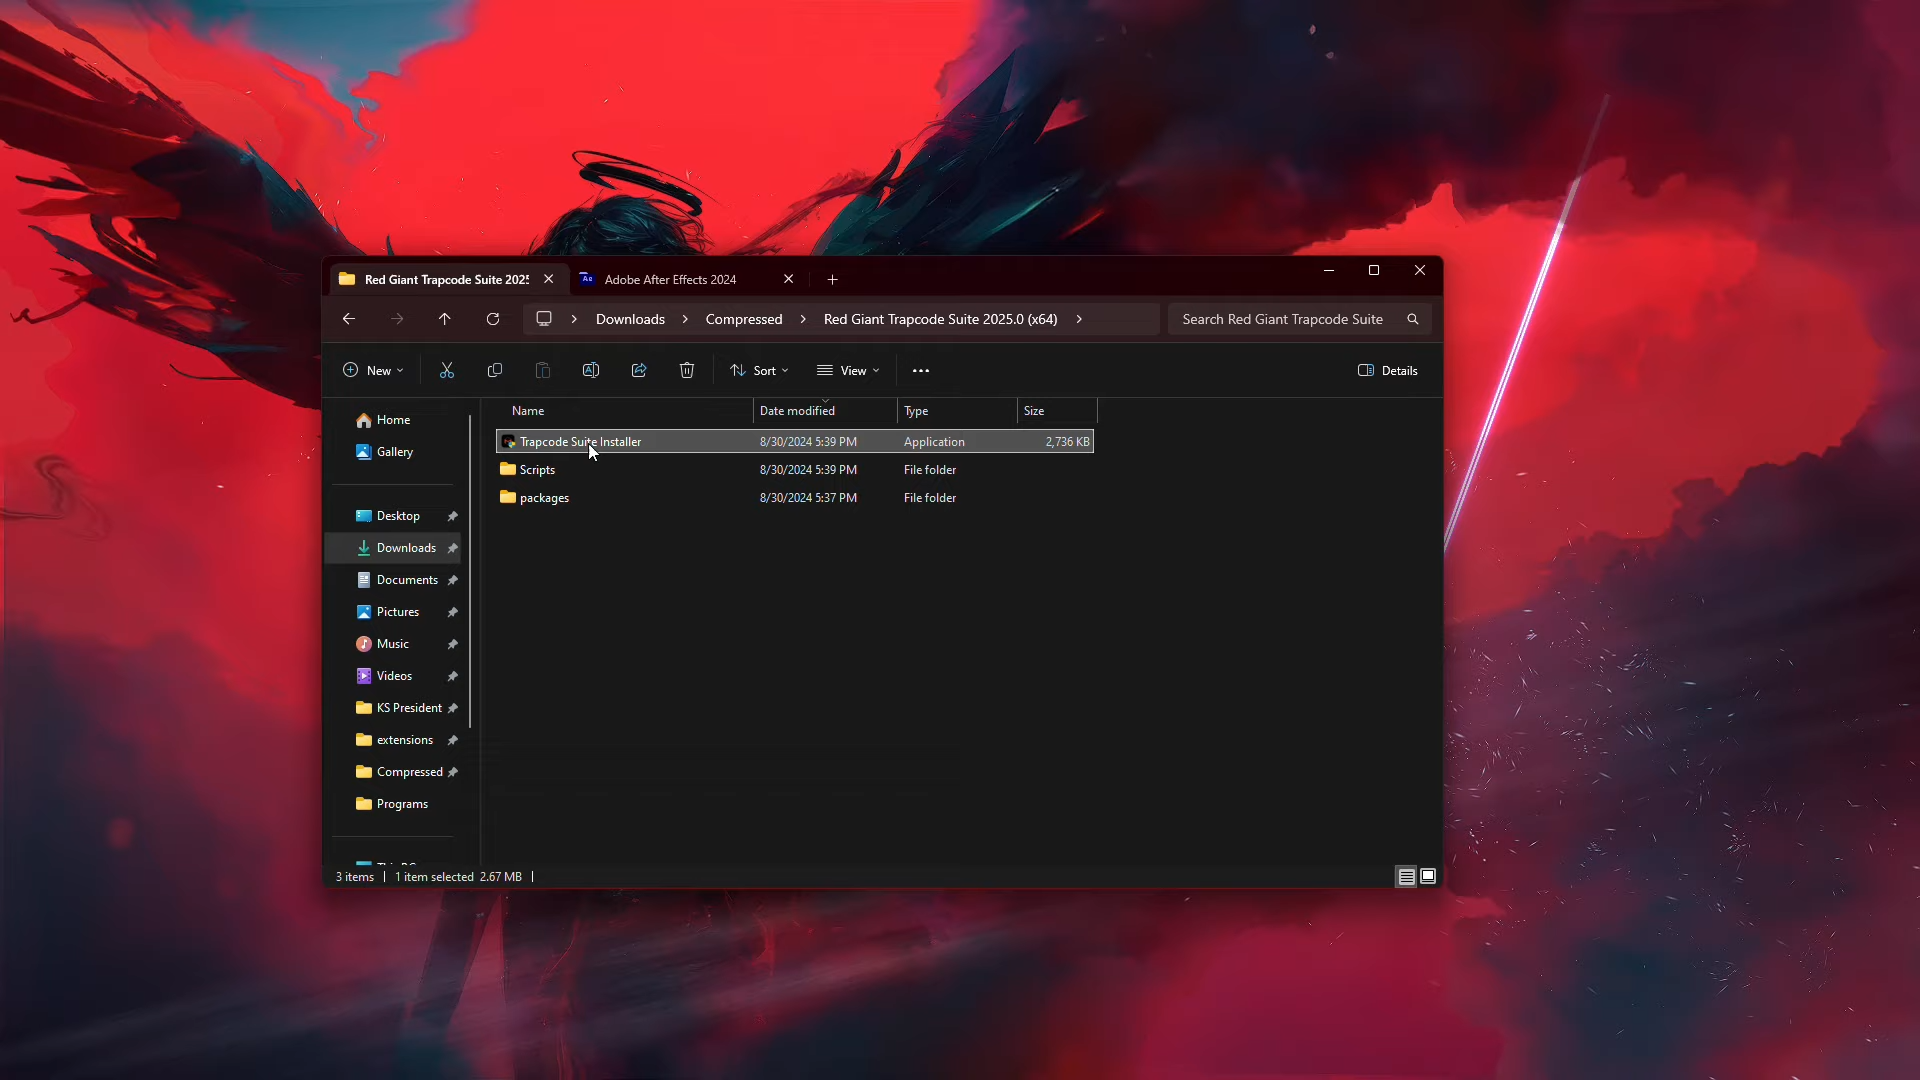 Red Giant Trapcode Suite 2025
Adobe After Effects 2024
Downloads
Compressed
Red Giant Trapcode Suite 2025.0 (x64)
Search Red Giant Trapcode Suite
New
Sort
View
Details
Name
Date modified
Type
Size
Trapcode Suite Installer
8/30/2024 5:39 PM
Application
2,736 KB
Scripts
8/30/2024 5:39 PM
File folder
packages
8/30/2024 5:37 PM
File folder
Home
Gallery
Desktop
Downloads
Documents
Pictures
Music
Videos
KS President
extensions
Compressed
Programs
3 items
1 item selected 2.67 MB